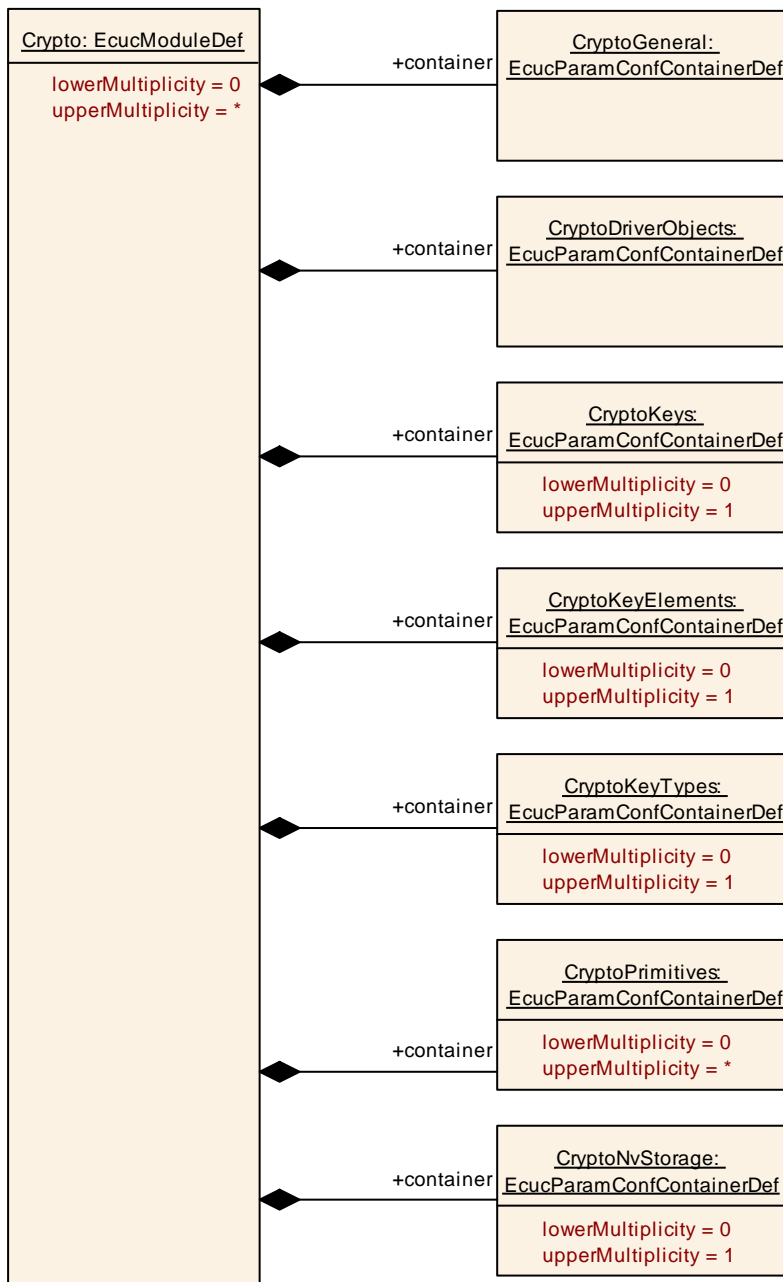 Crypto: EcucModuleDef
lowerMultiplicity = 0
upperMultiplicity = *
+container
CryptoGeneral:
EcucParamConfContainerDef
+container
CryptoDriverObjects:
EcucParamConfContainerDef
+container
CryptoKeys:
EcucParamConfContainerDef
lowerMultiplicity = 0
upperMultiplicity = 1
+container
CryptoKeyElements:
EcucParamConfContainerDef
lowerMultiplicity = 0
upperMultiplicity = 1
+container
CryptoKeyTypes:
EcucParamConfContainerDef
lowerMultiplicity = 0
upperMultiplicity = 1
+container
CryptoPrimitives:
EcucParamConfContainerDef
lowerMultiplicity = 0
upperMultiplicity = *
+container
CryptoNvStorage:
EcucParamConfContainerDef
lowerMultiplicity = 0
upperMultiplicity = 1